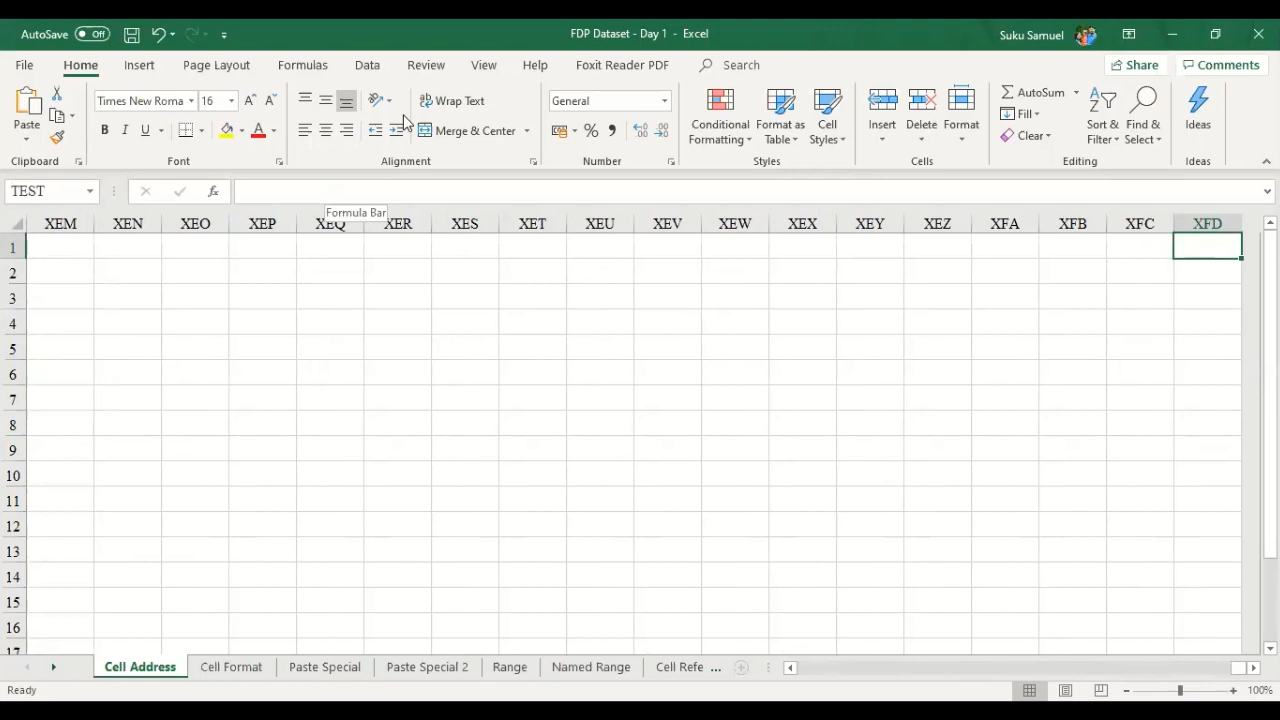 AutoSave Off FDP Dataset - Day 1 - Excel Suku Samuel
File Home Insert Page Layout Formulas Data Review View Help Foxit Reader PDF Search Share Comments
Times New Roma 16 Wrap Text General AutoSum
Paste B I U Merge & Center % Conditional Formatting Format as Table Cell Styles Insert Delete Format Fill Sort & Filter Find & Select Ideas
Clear
Clipboard Font Alignment Number Styles Cells Editing Ideas
TEST fx
Formula Bar
XEM XEN XEO XEP XEQ XER XES XET XEU XEV XEW XEX XEY XEZ XFA XFB XFC XFD
1
2
3
4
5
6
7
8
9
10
11
12
13
14
15
16
17
Cell Address Cell Format Paste Special Paste Special 2 Range Named Range Cell Refe ...
Ready 100%